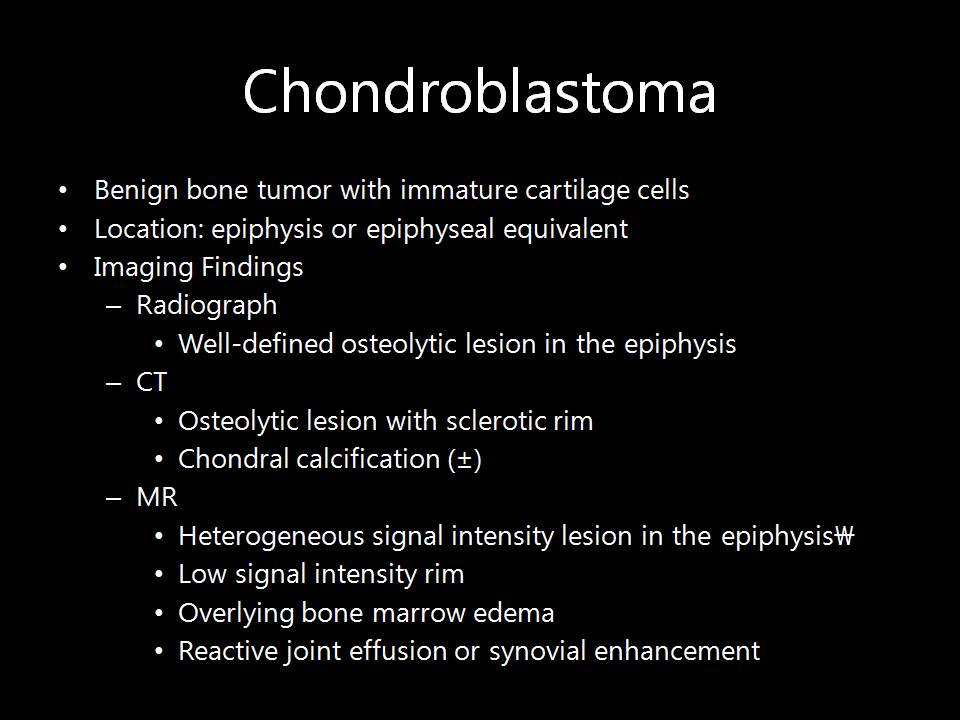 Chondroblastoma
• Benign bone tumor with immature cartilage cells
• Location: epiphysis or epiphyseal equivalent
• Imaging Findings
– Radiograph
• Well-defined osteolytic lesion in the epiphysis
– CT
• Osteolytic lesion with sclerotic rim
• Chondral calcification (±)
– MR
• Heterogeneous signal intensity lesion in the epiphysis₩
• Low signal intensity rim
• Overlying bone marrow edema
• Reactive joint effusion or synovial enhancement